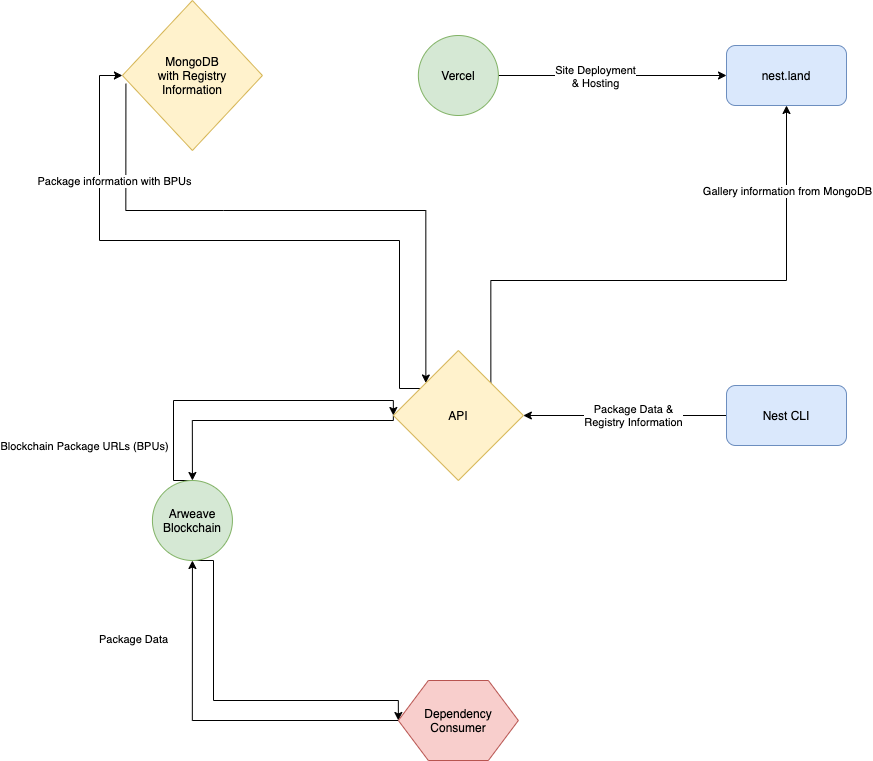 MongoDB
with Registry
Information
Vercel
Site Deployment
& Hosting
nest.land
Package information with BPUs
Gallery information from MongoDB
API
Package Data &
Registry Information
Nest CLI
Blockchain Package URLs (BPUs)
Arweave
Blockchain
Package Data
Dependency
Consumer